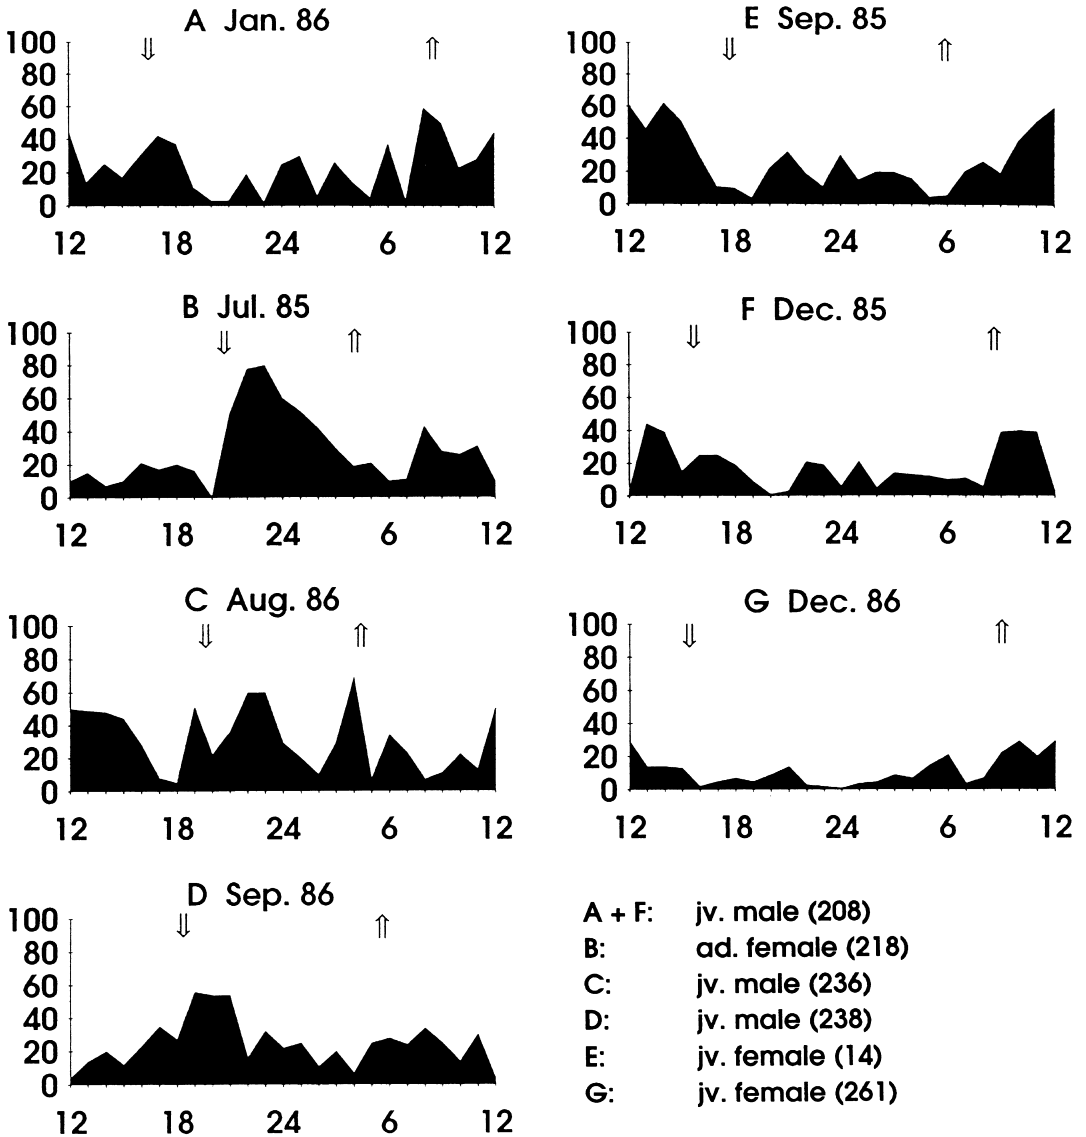 A Jan. 86
⇓ ⇑
100
80
60
40
20
0
12 18 24 6 12
B Jul. 85
⇓ ⇑
100
80
60
40
20
0
12 18 24 6 12
C Aug. 86
⇓ ⇑
100
80
60
40
20
0
12 18 24 6 12
D Sep. 86
⇓ ⇑
100
80
60
40
20
0
12 18 24 6 12
E Sep. 85
⇓ ⇑
100
80
60
40
20
0
12 18 24 6 12
F Dec. 85
⇓ ⇑
100
80
60
40
20
0
12 18 24 6 12
G Dec. 86
⇓ ⇑
100
80
60
40
20
0
12 18 24 6 12
A + F: jv. male (208)
B: ad. female (218)
C: jv. male (236)
D: jv. male (238)
E: jv. female (14)
G: jv. female (261)